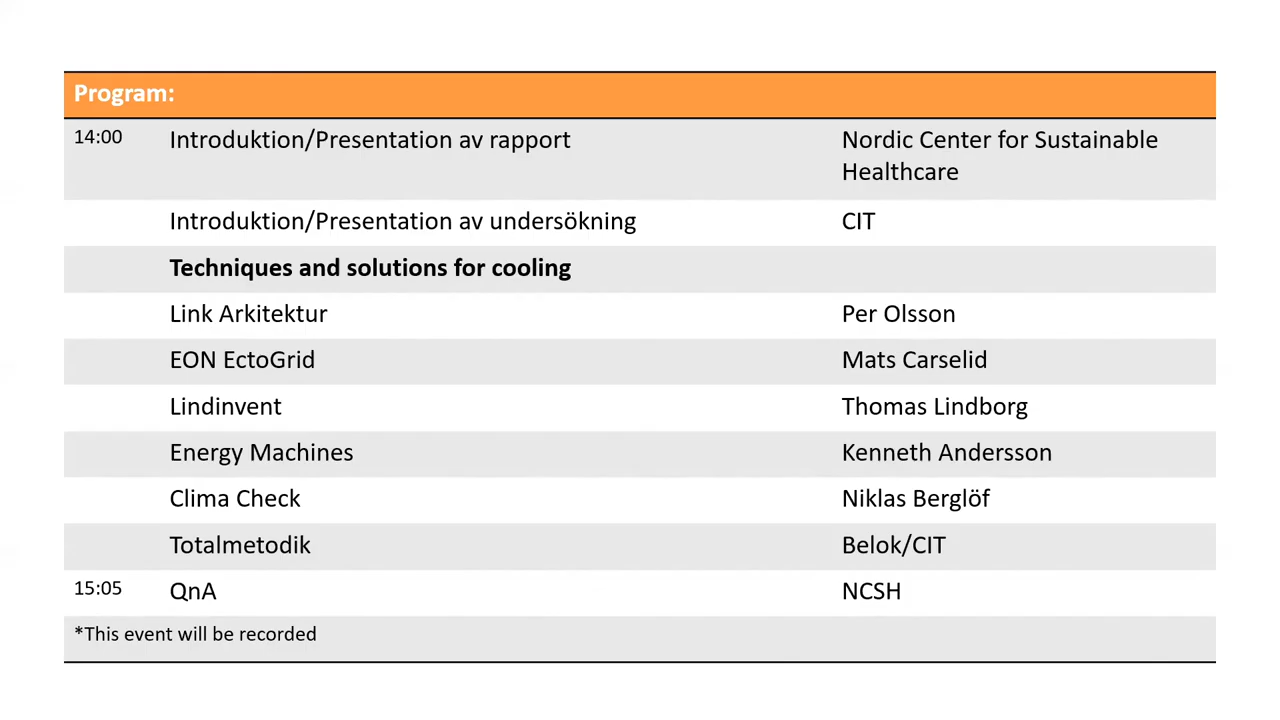 Program:
14:00 Introduktion/Presentation av rapport Nordic Center for Sustainable
Healthcare
Introduktion/Presentation av undersökning CIT
Techniques and solutions for cooling
Link Arkitektur Per Olsson
EON EctoGrid Mats Carselid
Lindinvent Thomas Lindborg
Energy Machines Kenneth Andersson
Clima Check Niklas Berglöf
Totalmetodik Belok/CIT
15:05 QnA NCSH
*This event will be recorded